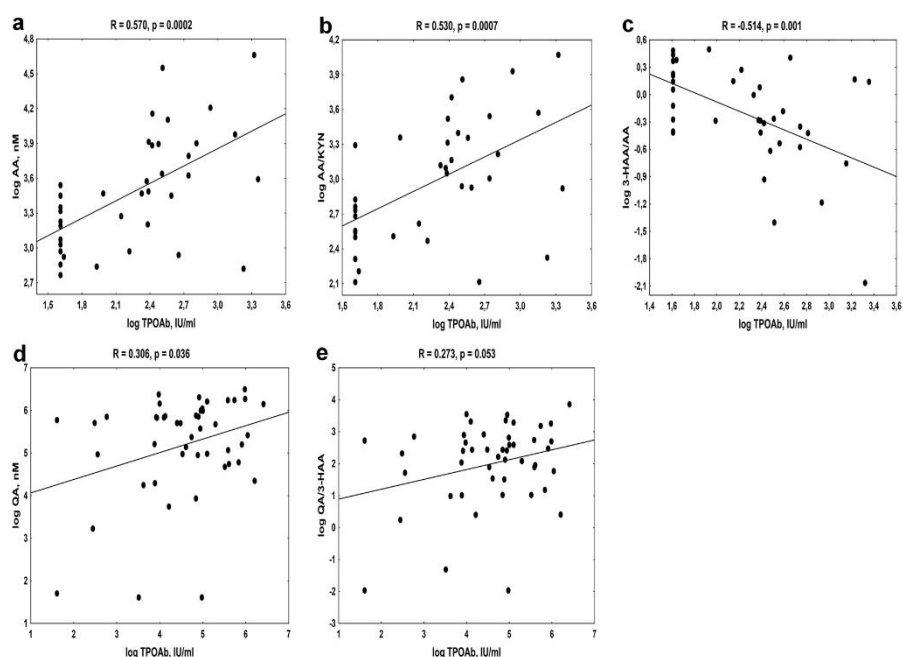 a
R = 0.570, p = 0.0002
4,8
4,5
4,2
3,9
3,6
3,3
3,0
2,7
log AA, nM
1,5 1,8 2,1 2,4 2,7 3,0 3,3 3,6
log TPOAb, IU/ml
b
R = 0.530, p = 0.0007
4,2
3,9
3,6
3,3
3,0
2,7
2,4
2,1
log AA/KYN
1,5 1,8 2,1 2,4 2,7 3,0 3,3 3,6
log TPOAb, IU/ml
c
R = -0.514, p = 0.001
0,6
0,3
0,0
-0,3
-0,6
-0,9
-1,2
-1,5
-1,8
-2,1
log 3-HAA/AA
1,4 1,6 1,8 2,0 2,2 2,4 2,6 2,8 3,0 3,2 3,4 3,6
log TPOAb, IU/ml
d
R = 0.306, p = 0.036
7
6
5
4
3
2
1
log QA, nM
1 2 3 4 5 6 7
log TPOAb, IU/ml
e
R = 0.273, p = 0.053
5
4
3
2
1
0
-1
-2
-3
log QA/3-HAA
1 2 3 4 5 6 7
log TPOAb, IU/ml